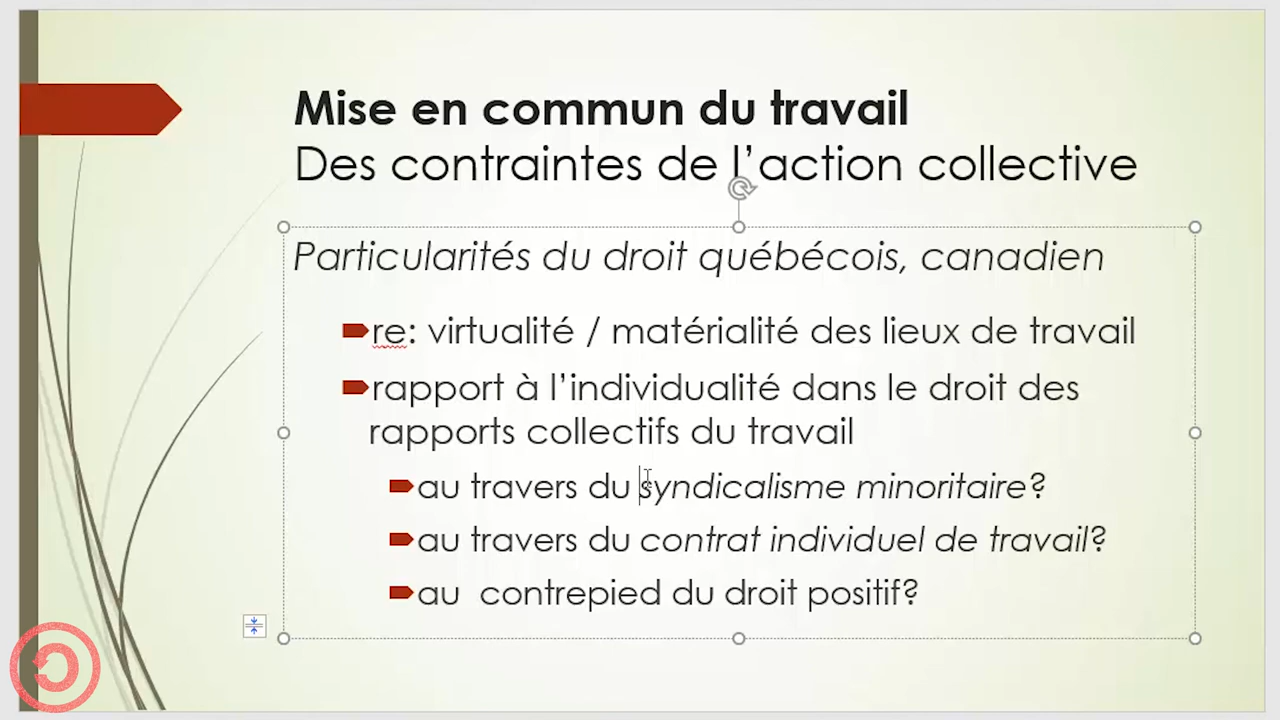 Mise en commun du travail
Des contraintes de l’action collective
Particularités du droit québécois, canadien
re: virtualité / matérialité des lieux de travail
rapport à l’individualité dans le droit des
rapports collectifs du travail
au travers du syndicalisme minoritaire?
au travers du contrat individuel de travail?
au  contrepied du droit positif?